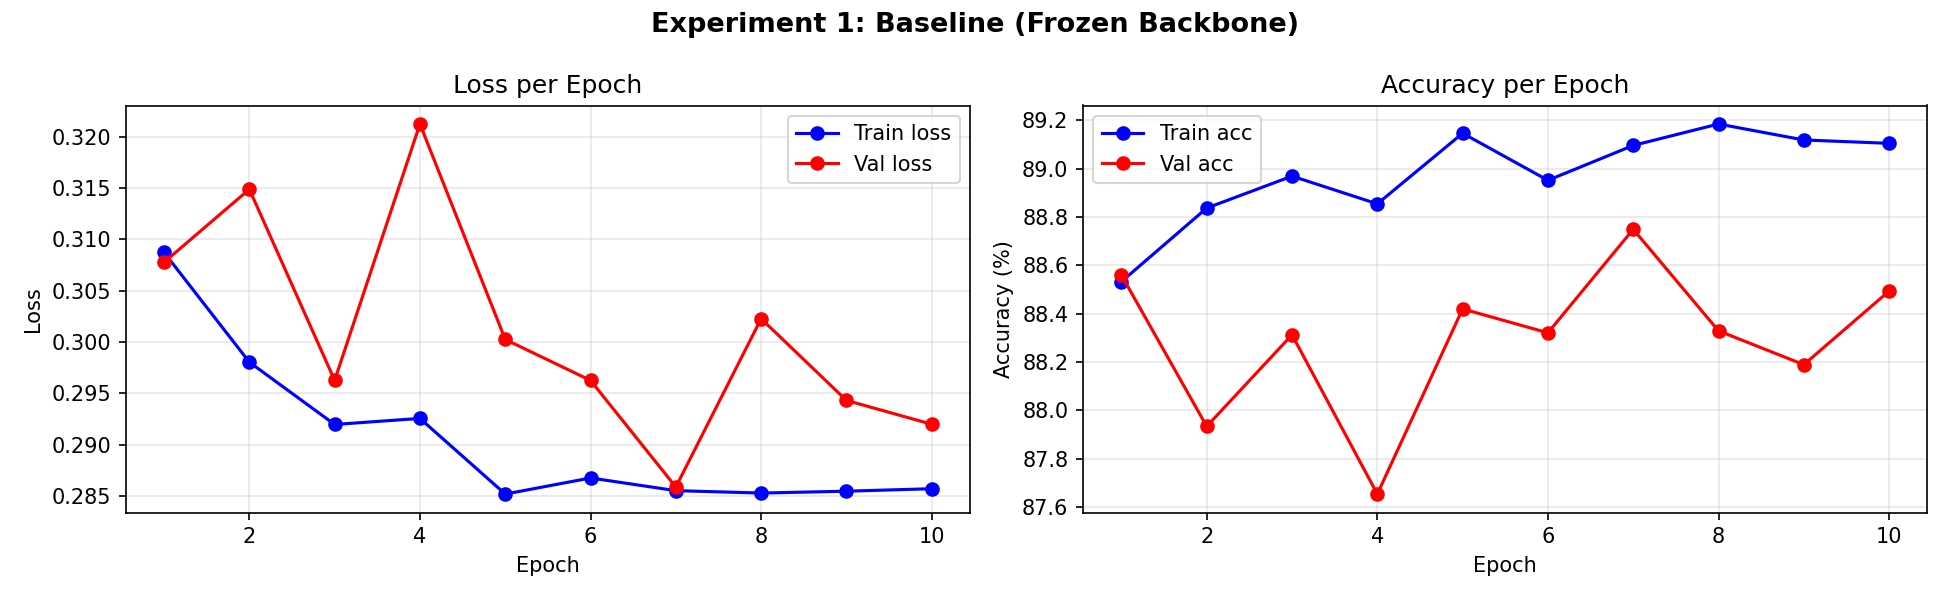 Experiment 1: Baseline (Frozen Backbone)
Loss per Epoch
Loss
0.320
0.315
0.310
0.305
0.300
0.295
0.290
0.285
Train loss
Val loss
2 4 6 8 10
Epoch
Accuracy per Epoch
Accuracy (%)
89.2
89.0
88.8
88.6
88.4
88.2
88.0
87.8
87.6
Train acc
Val acc
2 4 6 8 10
Epoch